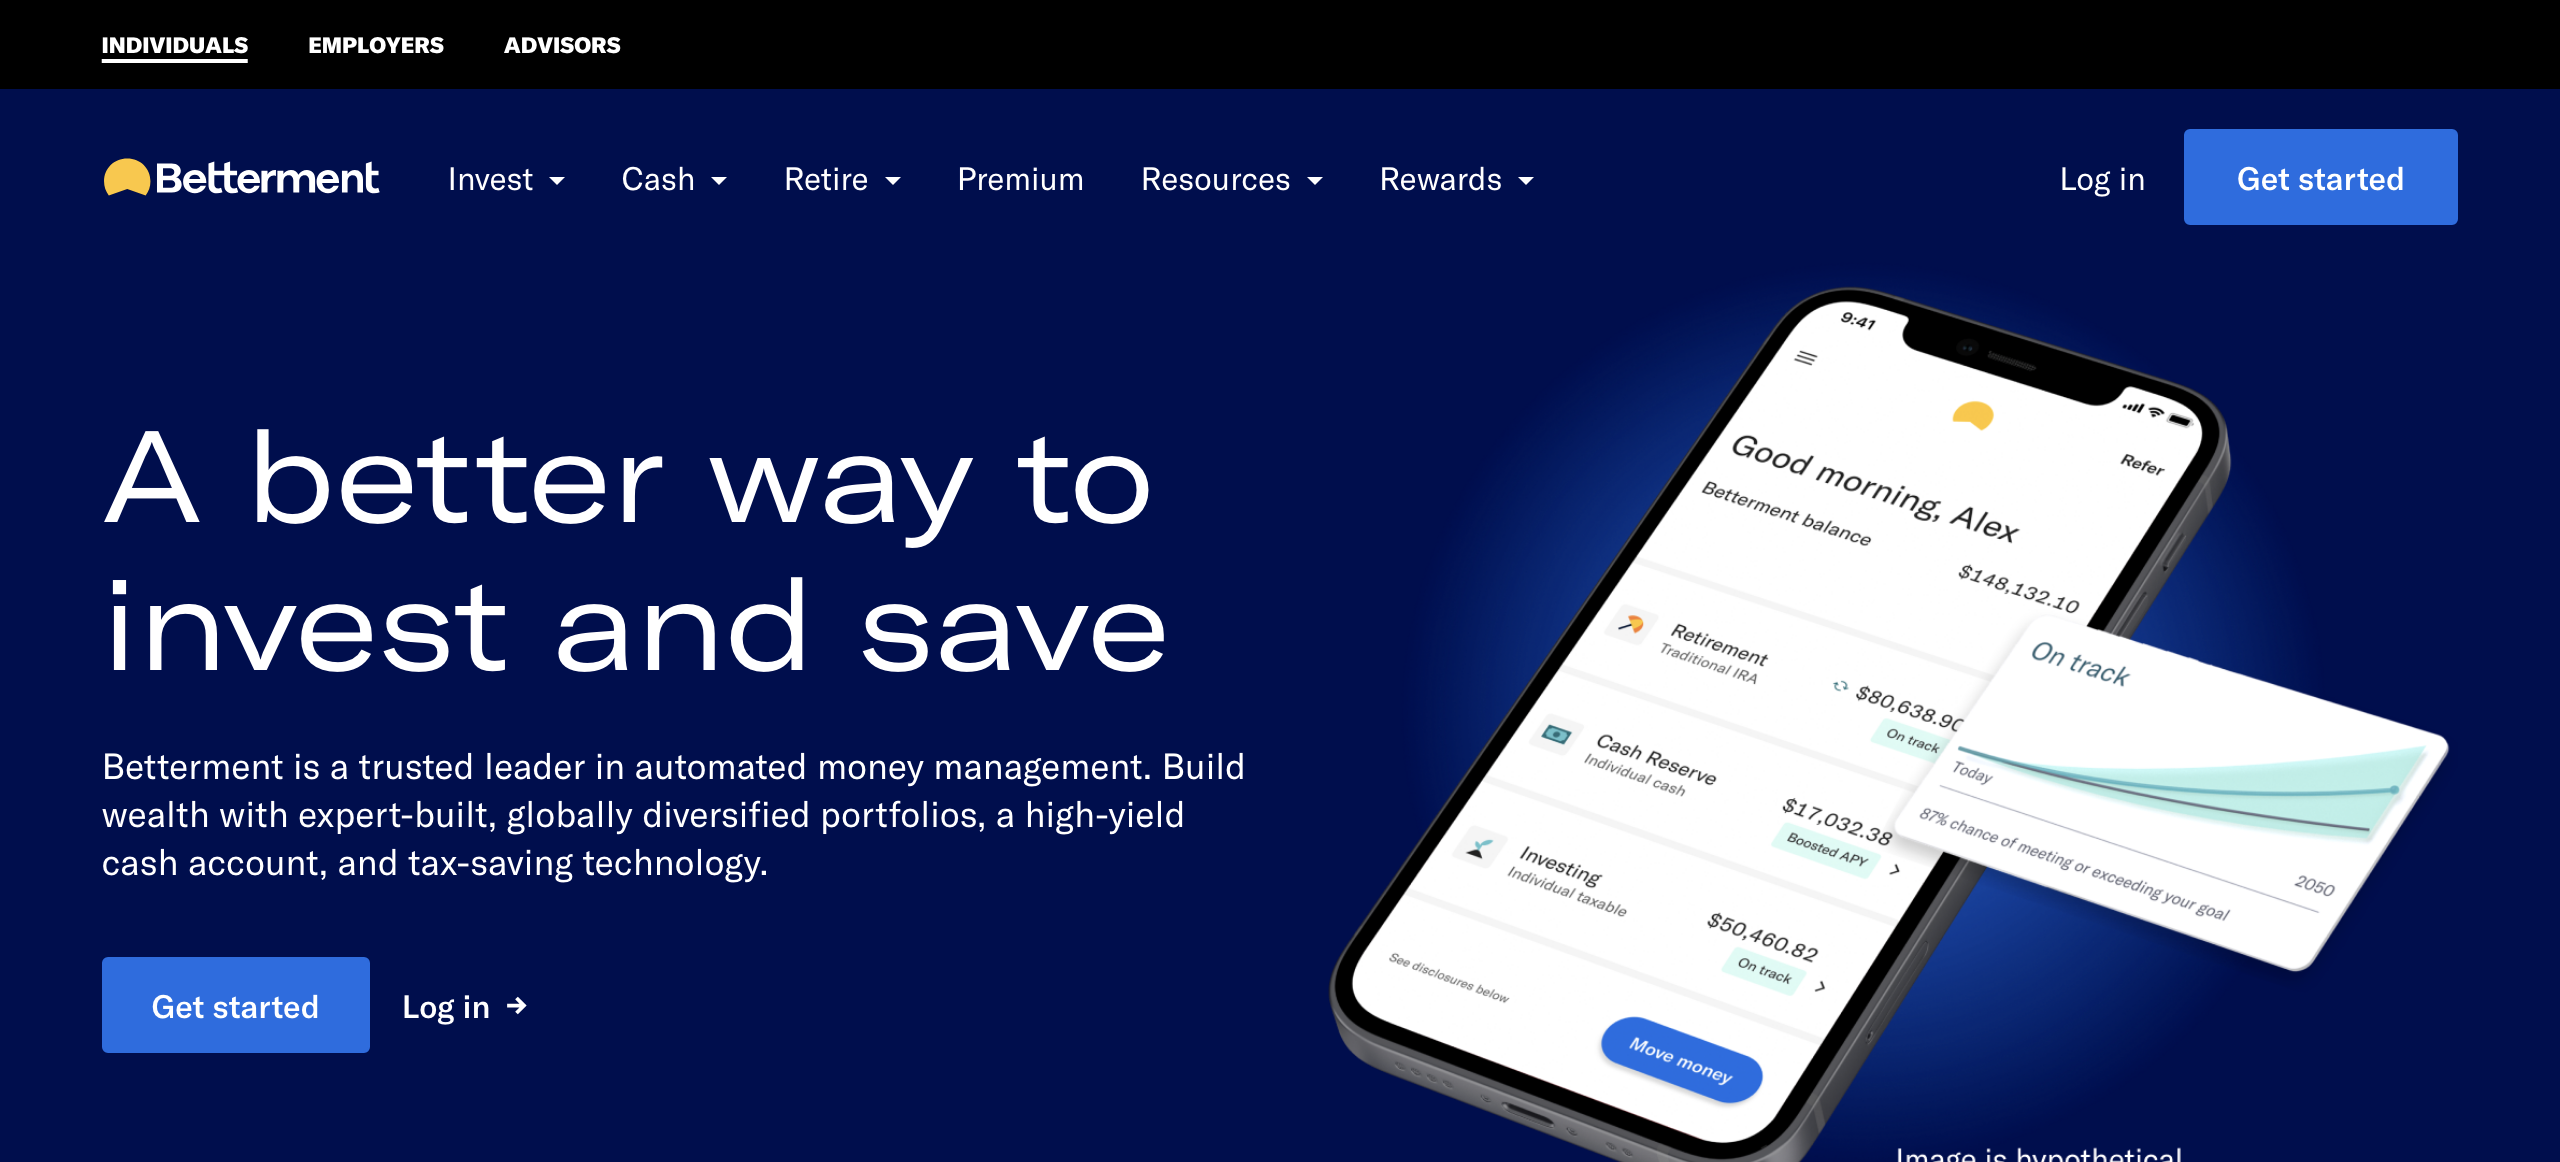 INDIVIDUALS EMPLOYERS ADVISORS
Betterment Invest Cash Retire Premium Resources Rewards Log in Get started
A better way to
invest and save
Betterment is a trusted leader in automated money management. Build
wealth with expert-built, globally diversified portfolios, a high-yield
cash account, and tax-saving technology.
Get started Log in →
9:41
Refer
Good morning, Alex
Betterment balance
$148,132.10
Retirement
Traditional IRA
$80,638.90
On track
Cash Reserve
Individual cash
$17,032.38
Boosted APY
Investing
Individual taxable
$50,460.82
On track
See disclosures below
Move money
On track
Today
2050
87% chance of meeting or exceeding your goal
Image is hypothetical